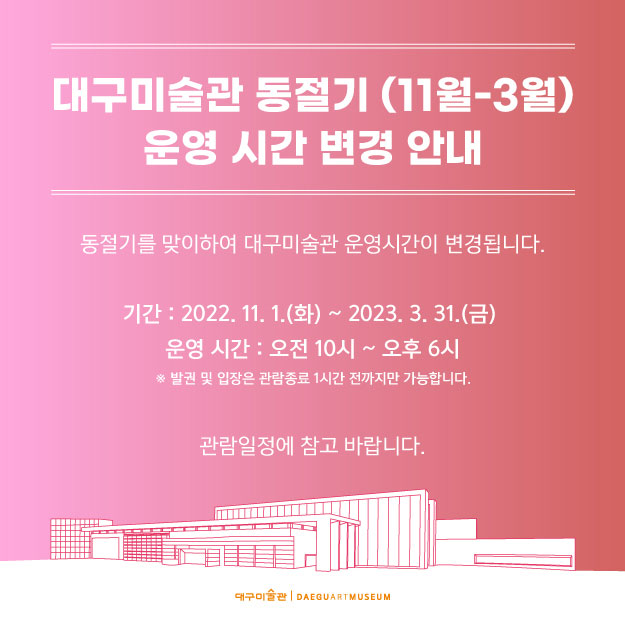 대구미술관 동절기 (11월-3월)
운영 시간 변경 안내
동절기를 맞이하여 대구미술관 운영시간이 변경됩니다.
기간 : 2022. 11. 1.(화) ~ 2023. 3. 31.(금)
운영 시간 : 오전 10시 ~ 오후 6시
※ 발권 및 입장은 관람종료 1시간 전까지만 가능합니다.
관람일정에 참고 바랍니다.
대구미술관 | DAEGUARTMUSEUM